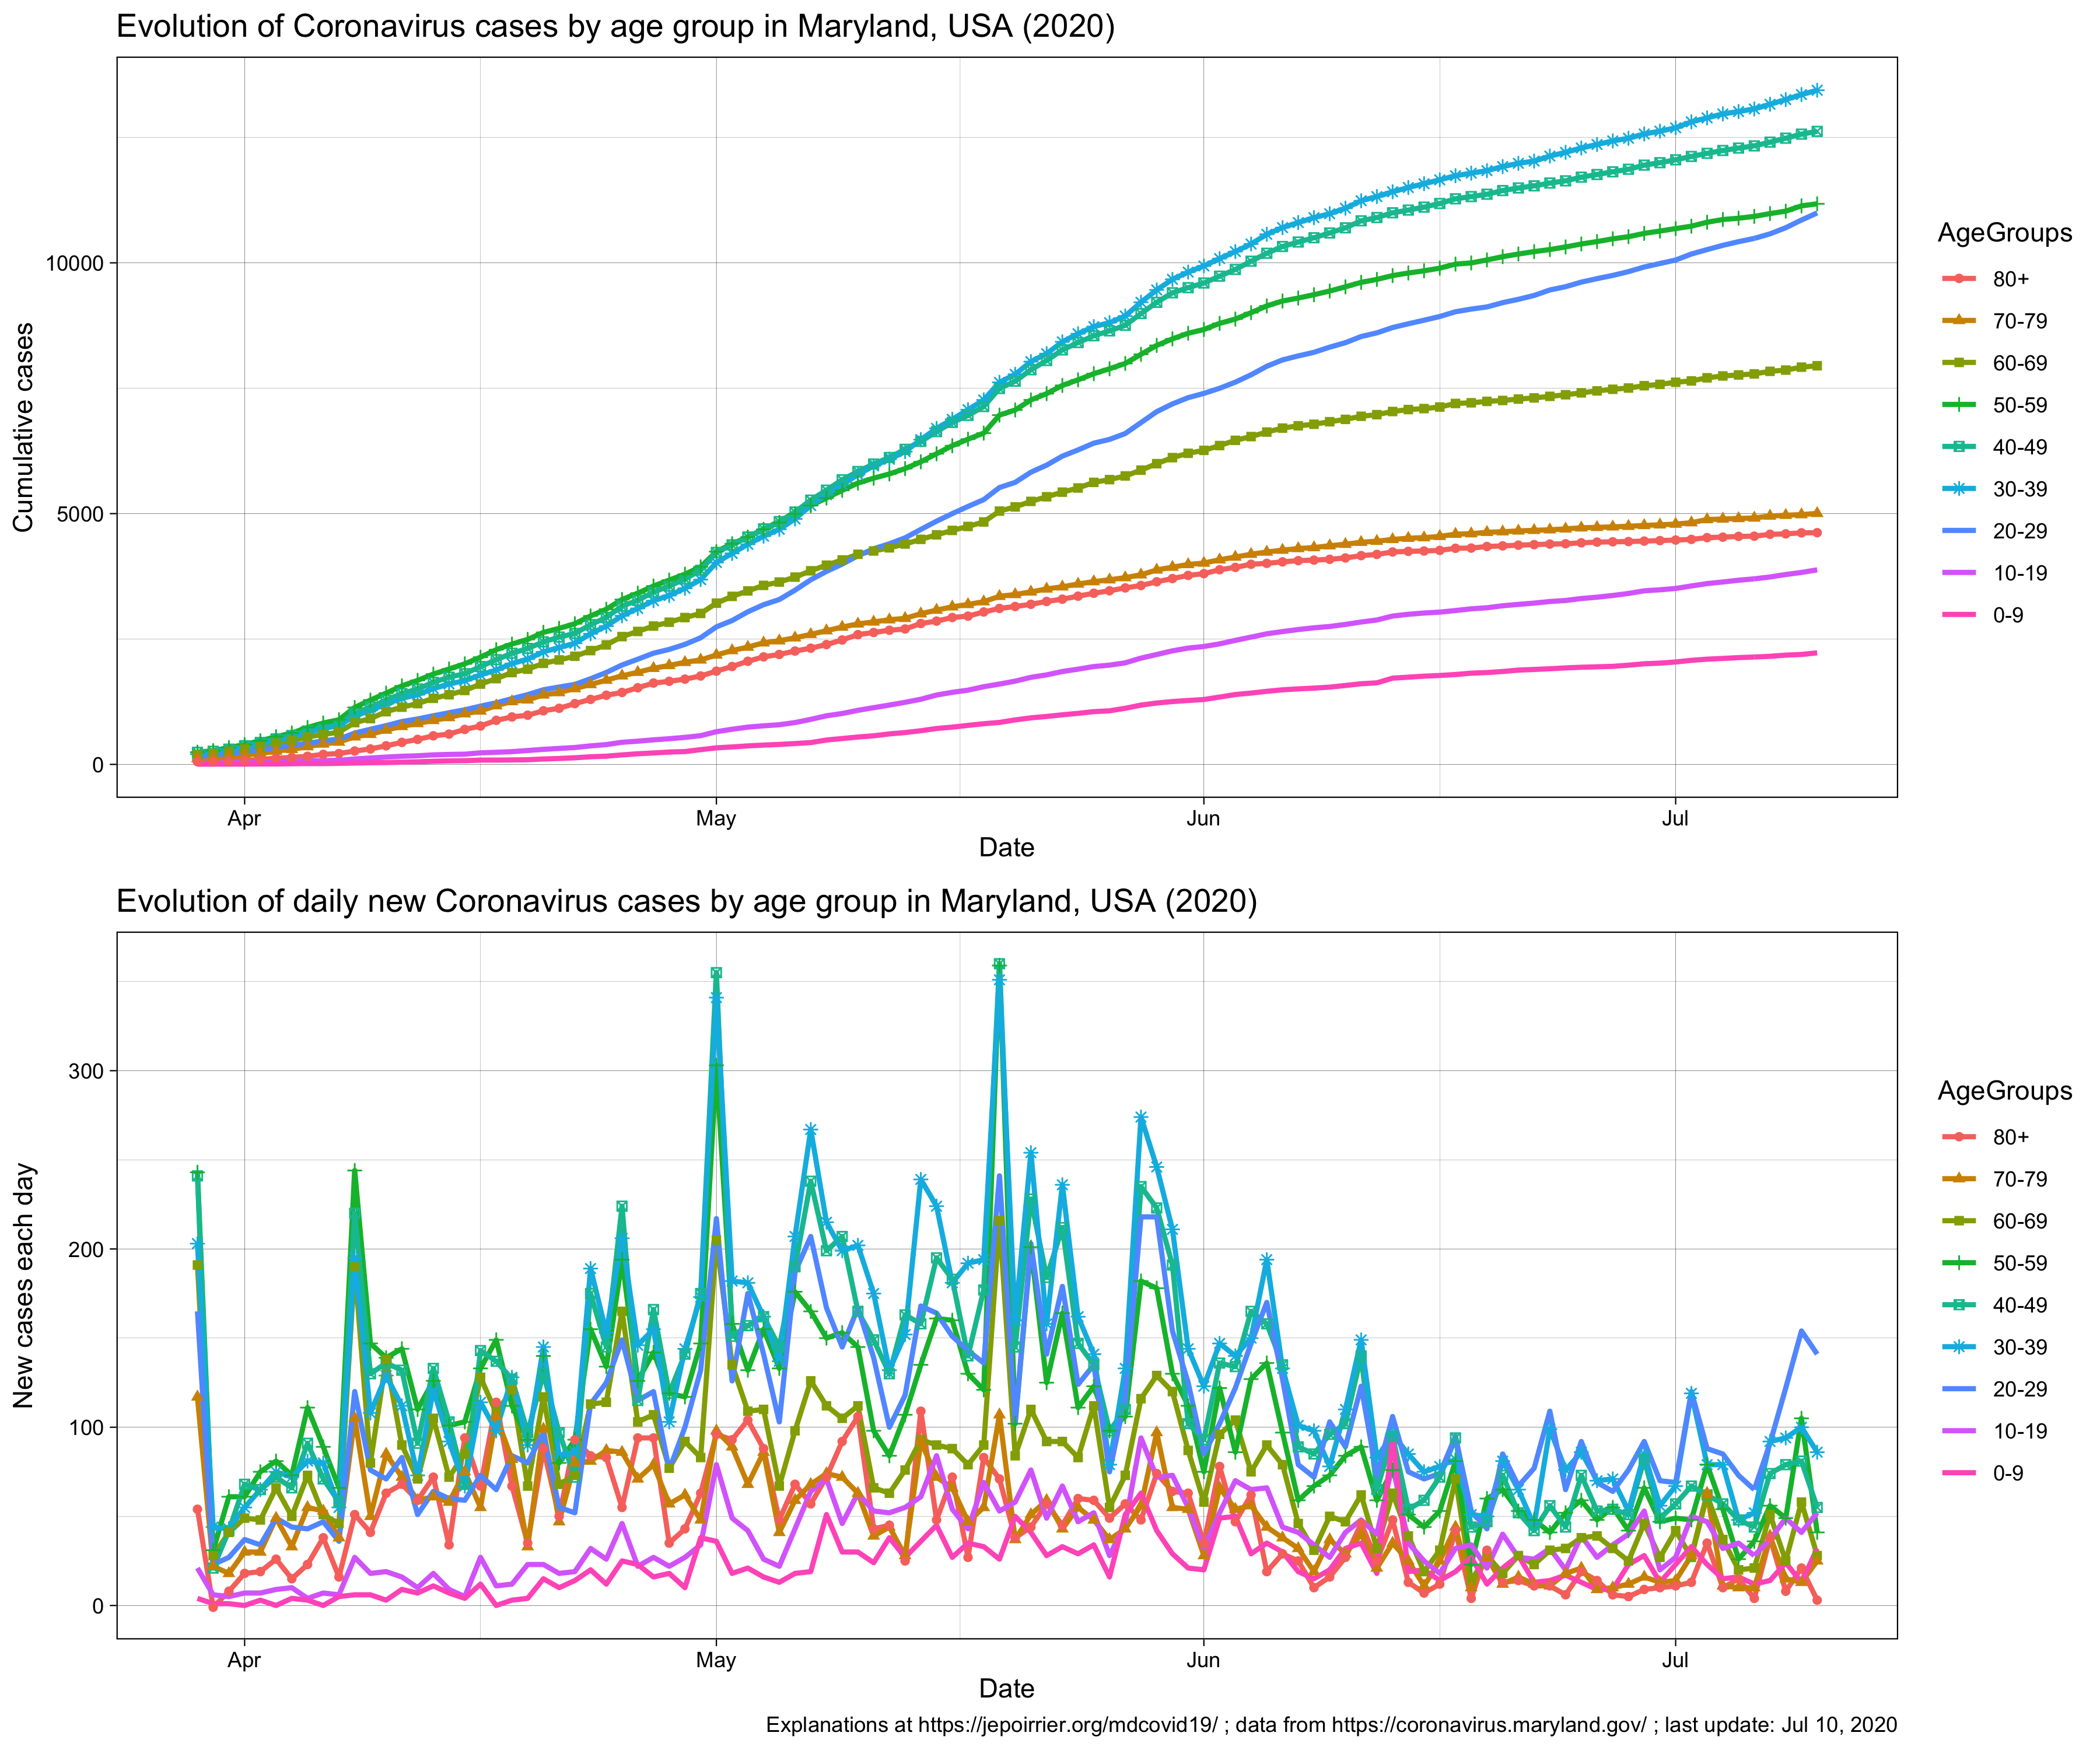 Evolution of Coronavirus cases by age group in Maryland, USA (2020)
Cumulative cases
10000
5000
0
Apr
May
Jun
Jul
Date
AgeGroups
80+
70-79
60-69
50-59
40-49
30-39
20-29
10-19
0-9
Evolution of daily new Coronavirus cases by age group in Maryland, USA (2020)
New cases each day
300
200
100
0
Apr
May
Jun
Jul
Date
AgeGroups
80+
70-79
60-69
50-59
40-49
30-39
20-29
10-19
0-9
Explanations at https://jepoirrier.org/mdcovid19/ ; data from https://coronavirus.maryland.gov/ ; last update: Jul 10, 2020